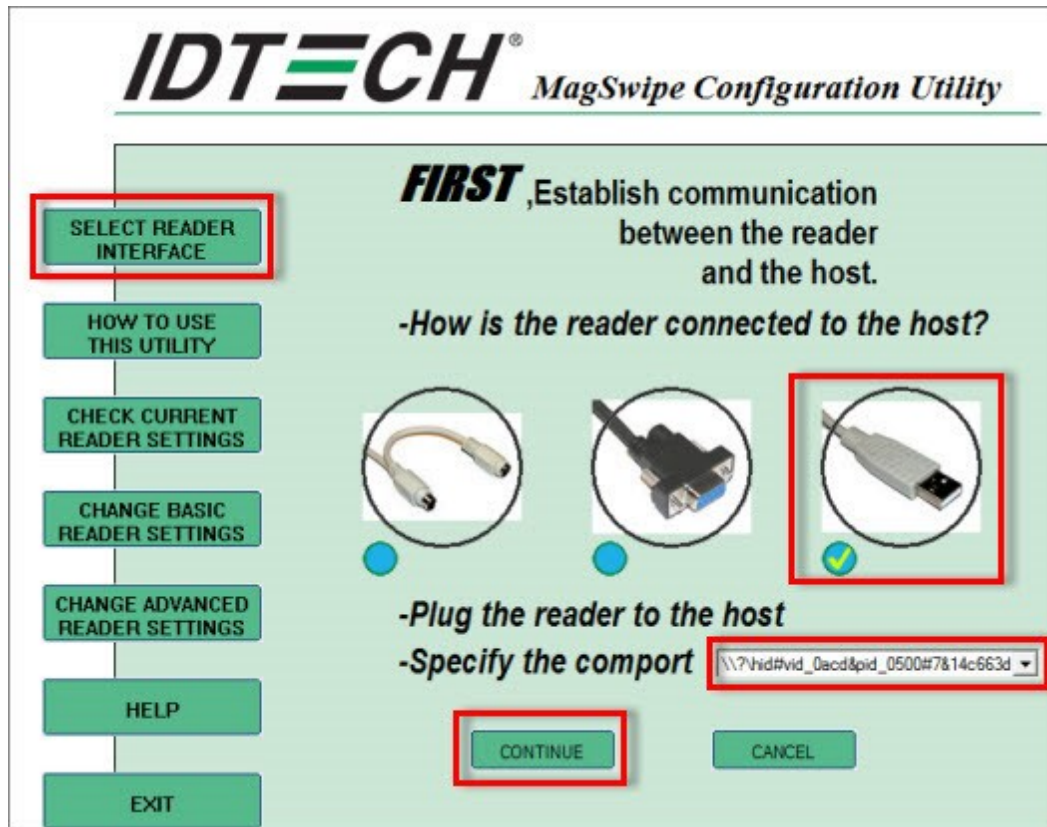 IDTECH®
MagSwipe Configuration Utility
FIRST ,Establish communication
between the reader
and the host.
SELECT READER
INTERFACE
-How is the reader connected to the host?
HOW TO USE
THIS UTILITY
CHECK CURRENT
READER SETTINGS
CHANGE BASIC
READER SETTINGS
CHANGE ADVANCED
READER SETTINGS
-Plug the reader to the host
-Specify the comport \\?\hid#vid_0acd&pid_0500#7&14c663d
HELP
CONTINUE
CANCEL
EXIT